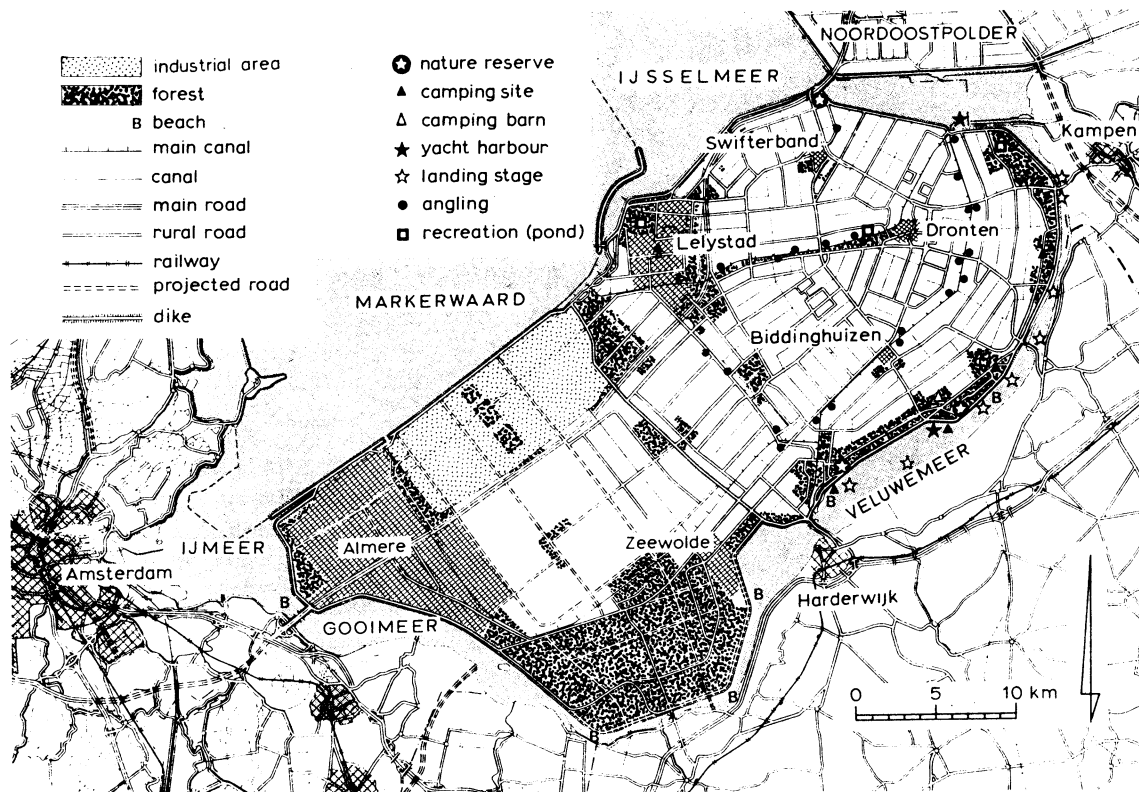 industrial area
forest
B beach
main canal
canal
main road
rural road
railway
projected road
dike
nature reserve
camping site
camping barn
yacht harbour
landing stage
angling
recreation (pond)
NOORDOOSTPOLDER
IJSSELMEER
Kampen
Swifterband
Lelystad
Dronten
MARKERWAARD
Biddinghuizen
B
VELUWEMEER
B
IJMEER
Almere
Zeewolde
Amsterdam
Harderwijk
B
B
GOOIMEER
B
B
0 5 10 km